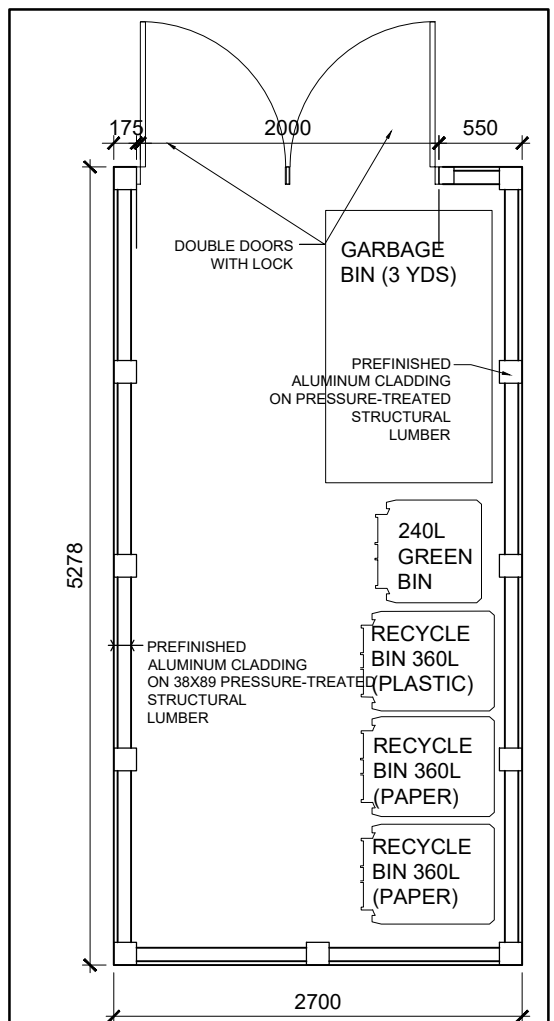 175
2000
550
DOUBLE DOORS
WITH LOCK
GARBAGE
BIN (3 YDS)
PREFINISHED
ALUMINUM CLADDING
ON PRESSURE-TREATED
STRUCTURAL
LUMBER
240L
GREEN
BIN
5278
PREFINISHED
ALUMINUM CLADDING
ON 38X89 PRESSURE-TREATED
STRUCTURAL
LUMBER
RECYCLE
BIN 360L
(PLASTIC)
RECYCLE
BIN 360L
(PAPER)
RECYCLE
BIN 360L
(PAPER)
2700